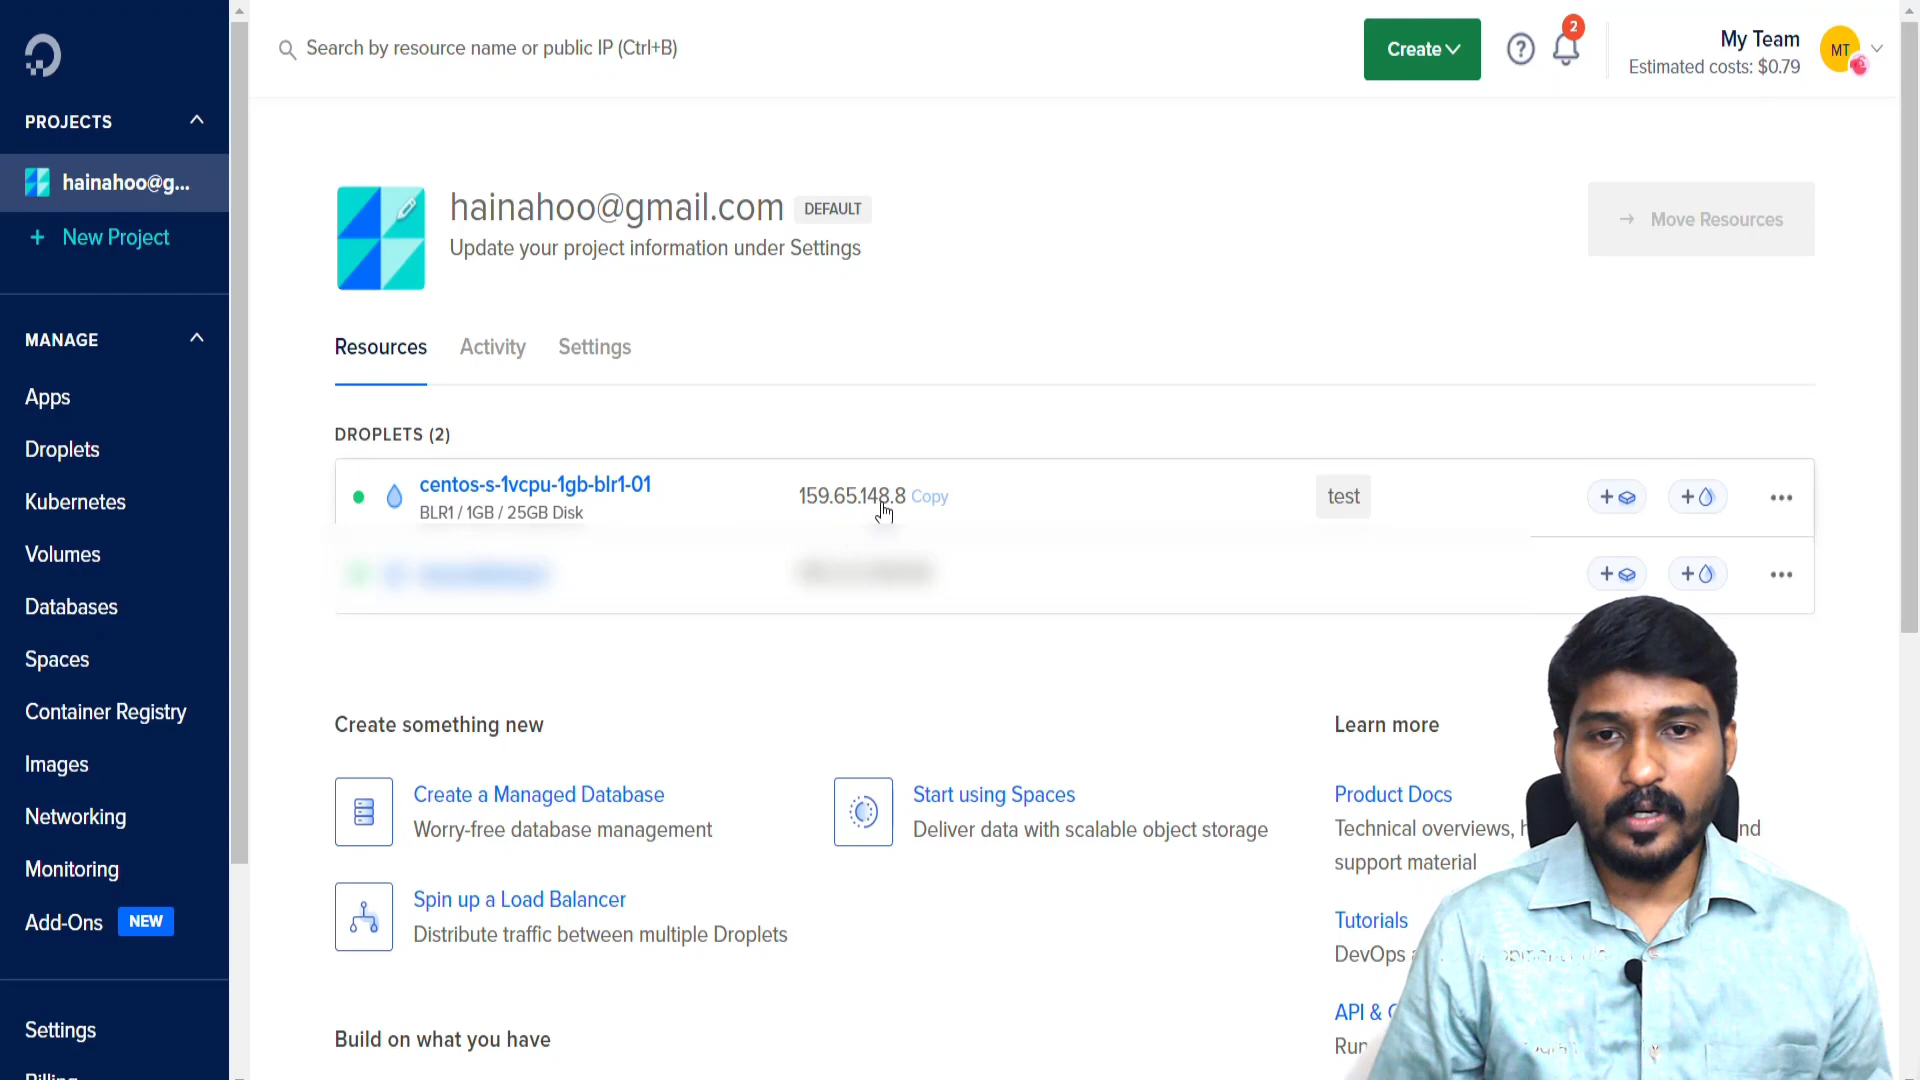 Search by resource name or public IP (Ctrl+B)
Create
2
My Team
Estimated costs: $0.79
MT
PROJECTS
hainahoo@g...
+ New Project
MANAGE
Apps
Droplets
Kubernetes
Volumes
Databases
Spaces
Container Registry
Images
Networking
Monitoring
Add-Ons NEW
Settings
Billing
hainahoo@gmail.com DEFAULT
Update your project information under Settings
→ Move Resources
Resources Activity Settings
DROPLETS (2)
centos-s-1vcpu-1gb-blr1-01
BLR1 / 1GB / 25GB Disk
159.65.148.8 Copy
test
Create something new
Create a Managed Database
Worry-free database management
Start using Spaces
Deliver data with scalable object storage
Spin up a Load Balancer
Distribute traffic between multiple Droplets
Build on what you have
Learn more
Product Docs
Technical overviews,
support material
Tutorials
DevOps
API &